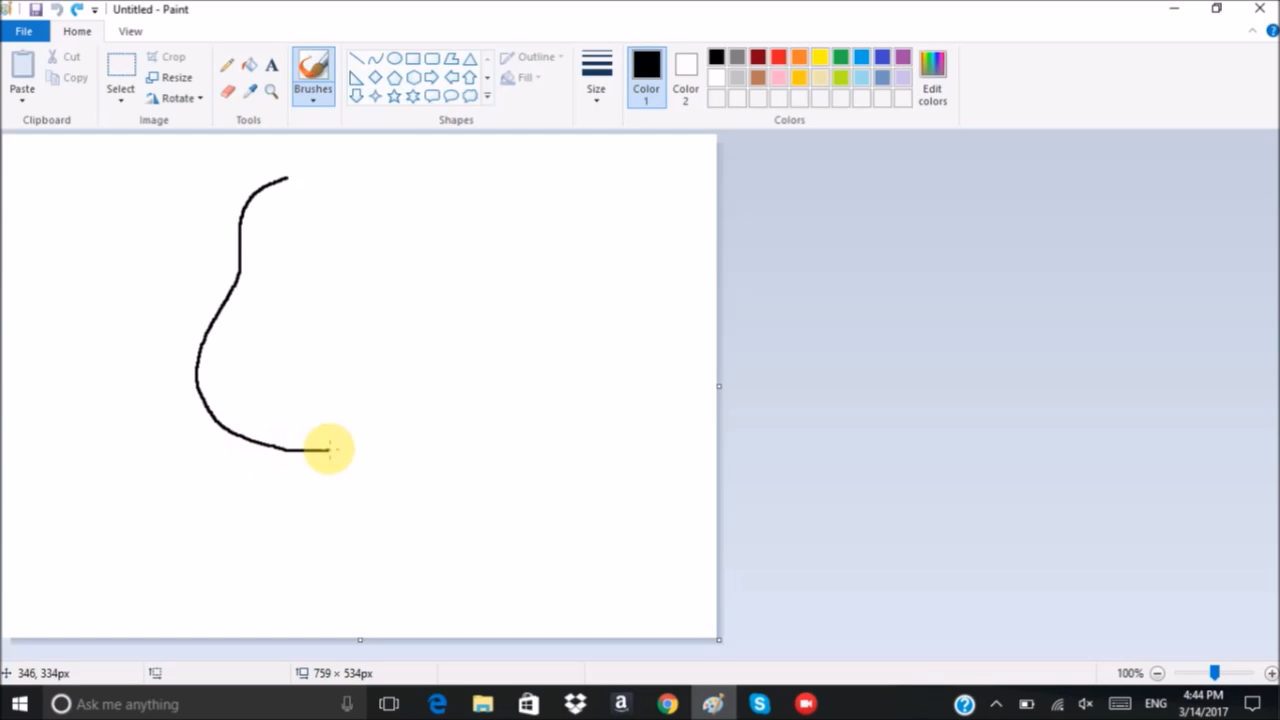 Untitled - Paint
File Home View
Paste
Cut
Copy
Clipboard
Select
Crop
Resize
Rotate
Image
A
Tools
Brushes
Outline
Fill
Shapes
Size
Color 1
Color 2
Edit colors
Colors
346, 334px
759 × 534px
100%
Ask me anything
ENG
4:44 PM
3/14/2017